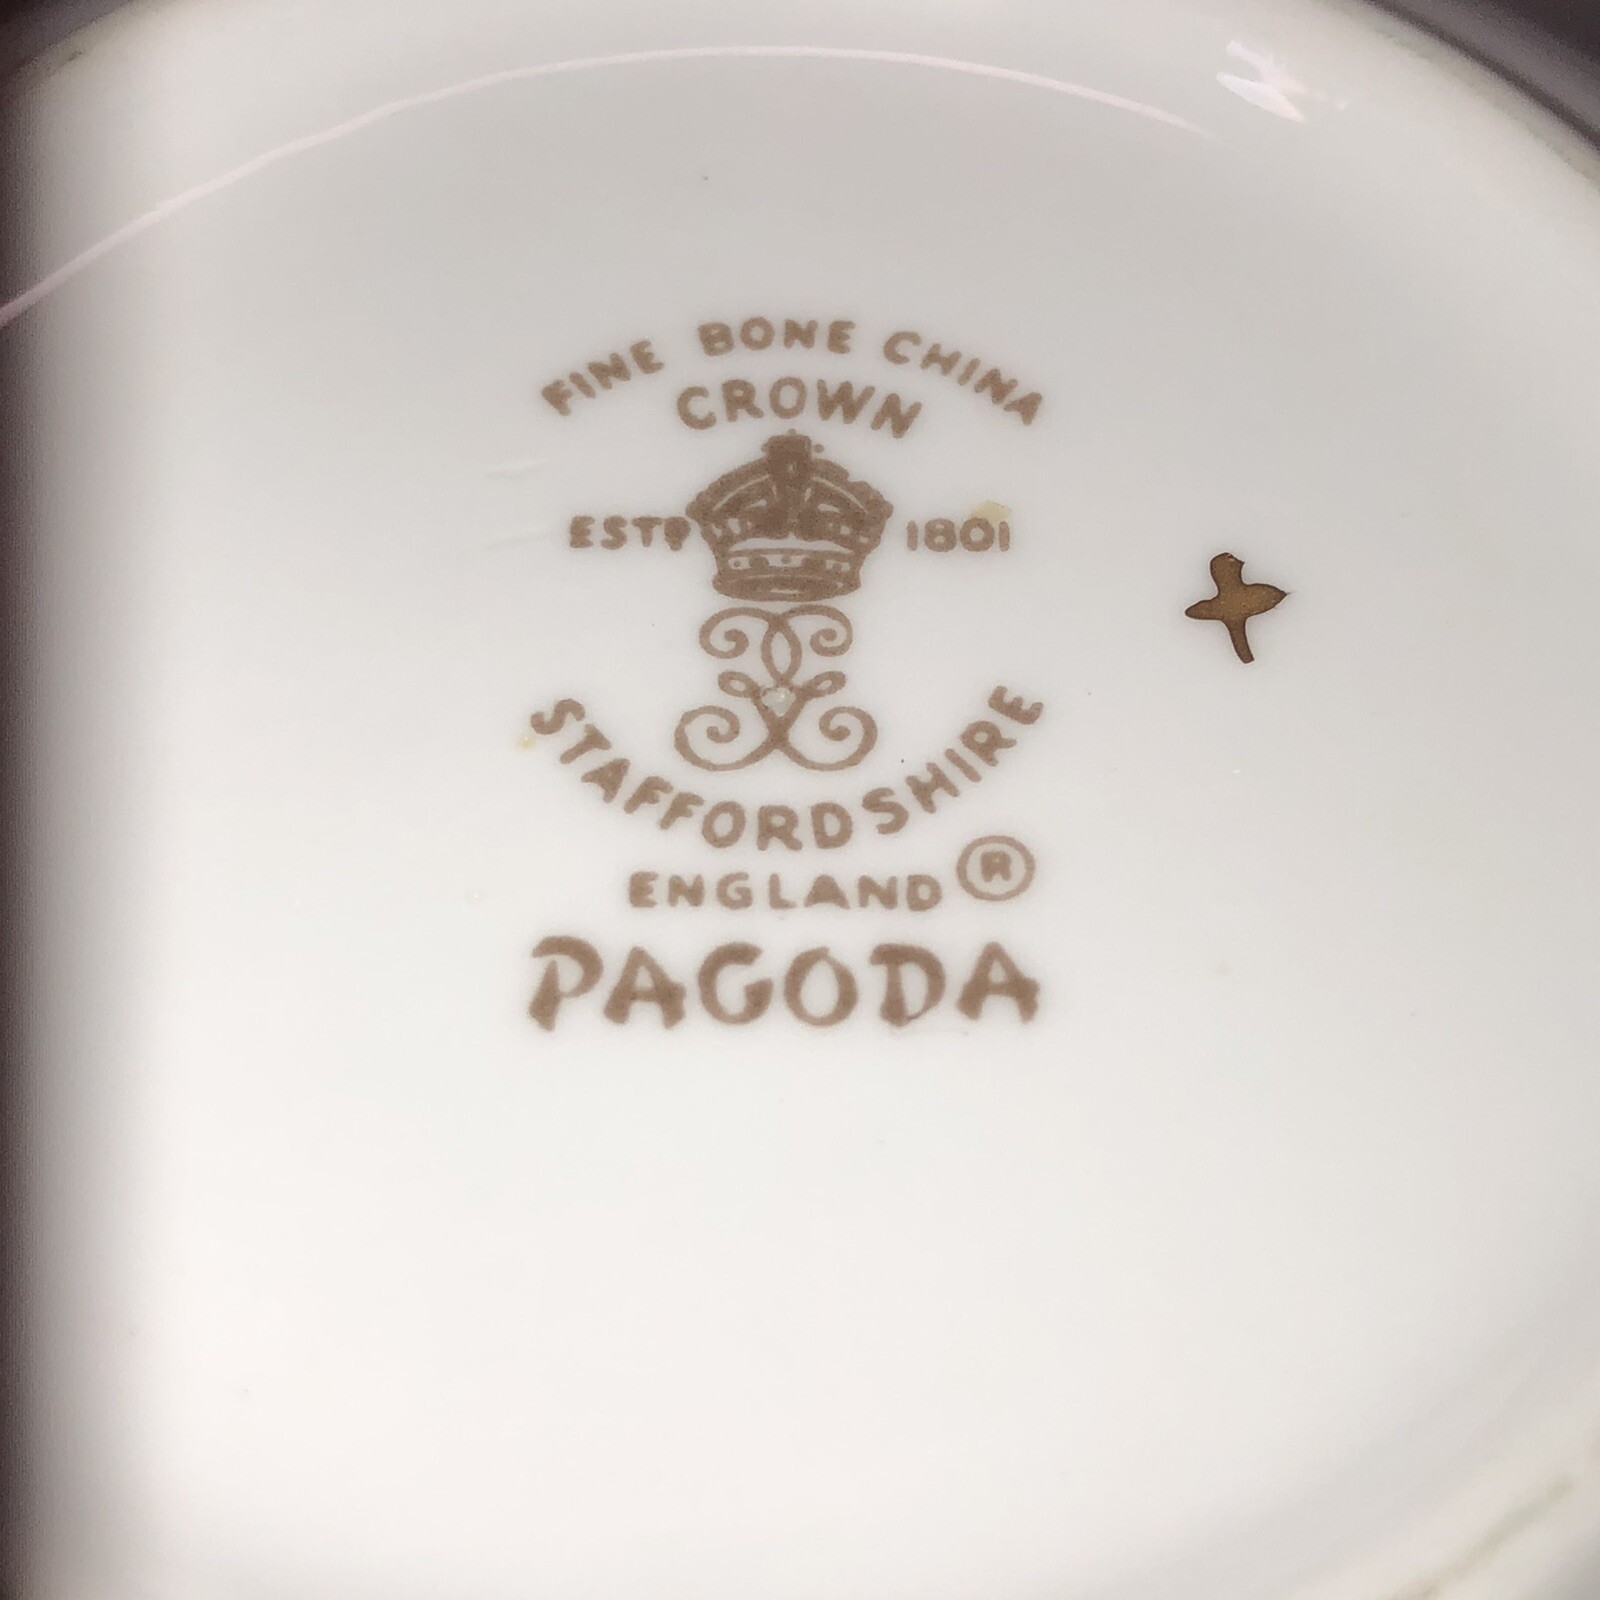 FINE BONE CHINA
CROWN
ESTD 1801
STAFFORDSHIRE
ENGLAND ®
PAGODA